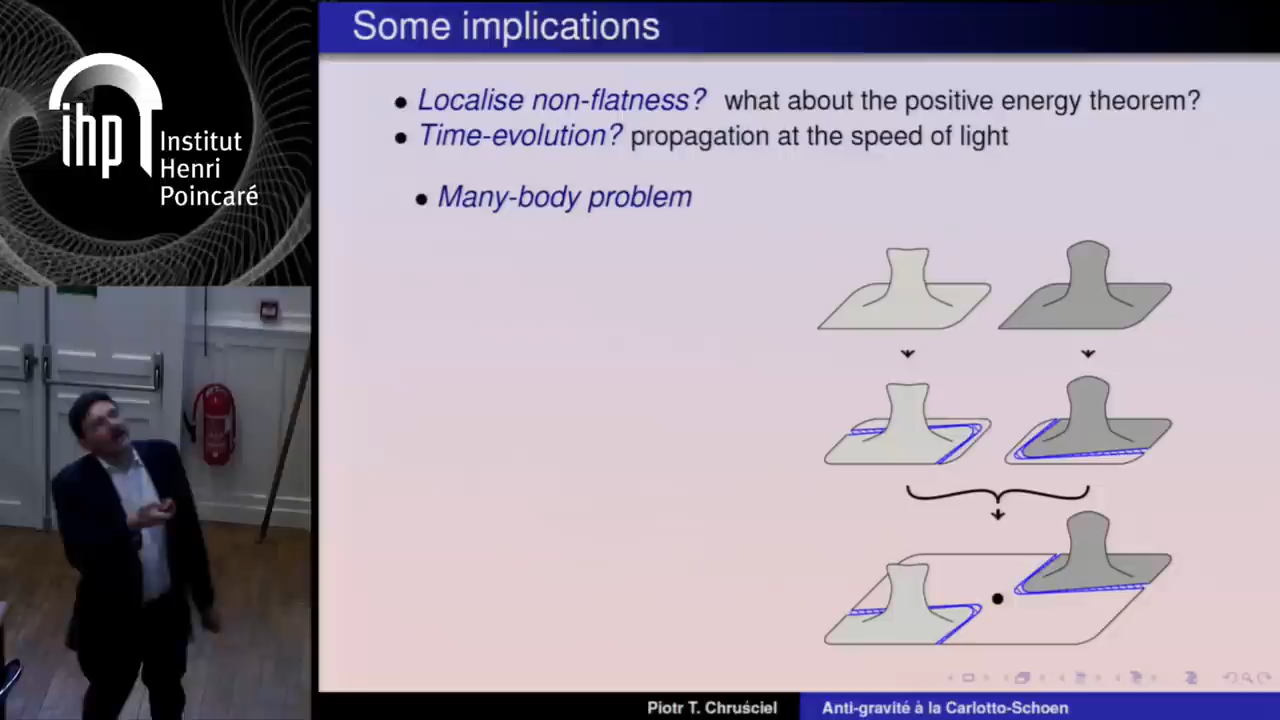 ihp
Institut
Henri
Poincaré
Some implications
• Localise non-flatness? what about the positive energy theorem?
• Time-evolution? propagation at the speed of light
• Many-body problem
Piotr T. Chruściel
Anti-gravité à la Carlotto-Schoen